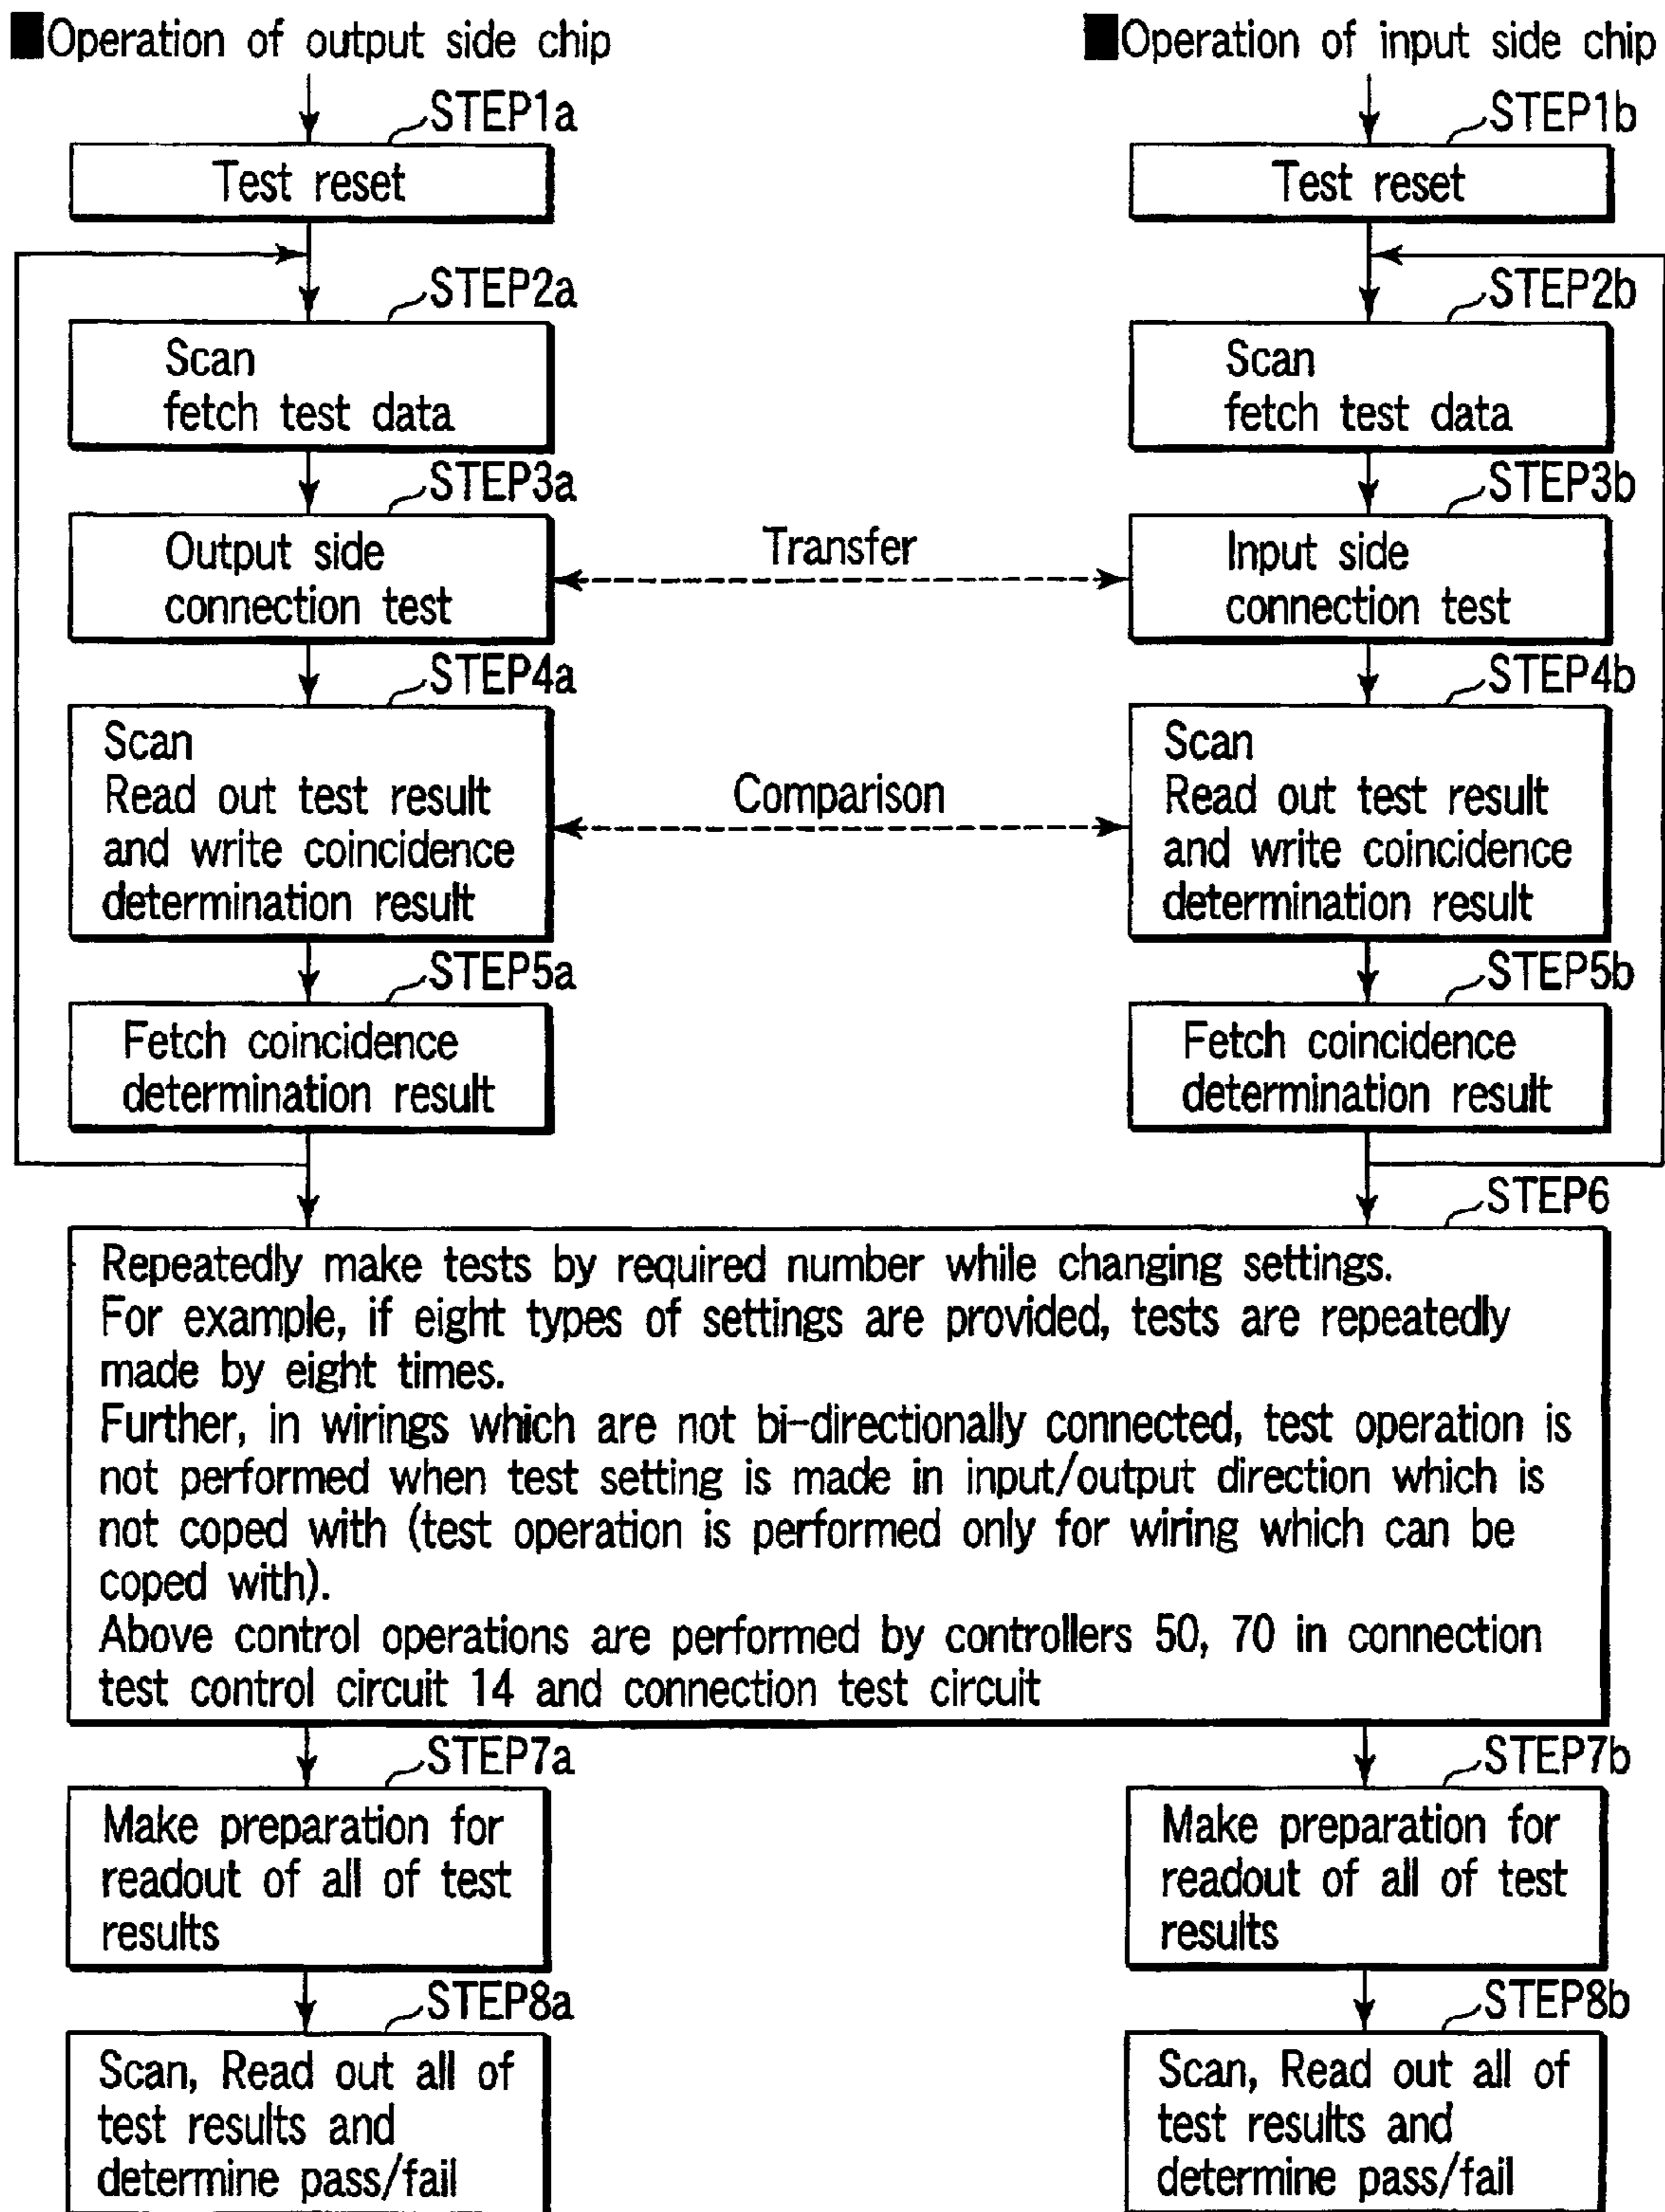 ■Operation of output side chip
STEP1a
Test reset
STEP2a
Scan
fetch test data
STEP3a
Output side
connection test
STEP4a
Scan
Read out test result
and write coincidence
determination result
STEP5a
Fetch coincidence
determination result
■Operation of input side chip
STEP1b
Test reset
STEP2b
Scan
fetch test data
STEP3b
Input side
connection test
STEP4b
Scan
Read out test result
and write coincidence
determination result
STEP5b
Fetch coincidence
determination result
Transfer
Comparison
STEP6
Repeatedly make tests by required number while changing settings.
For example, if eight types of settings are provided, tests are repeatedly
made by eight times.
Further, in wirings which are not bi-directionally connected, test operation is
not performed when test setting is made in input/output direction which is
not coped with (test operation is performed only for wiring which can be
coped with).
Above control operations are performed by controllers 50, 70 in connection
test control circuit 14 and connection test circuit
STEP7a
Make preparation for
readout of all of test
results
STEP8a
Scan, Read out all of
test results and
determine pass/fail
STEP7b
Make preparation for
readout of all of test
results
STEP8b
Scan, Read out all of
test results and
determine pass/fail